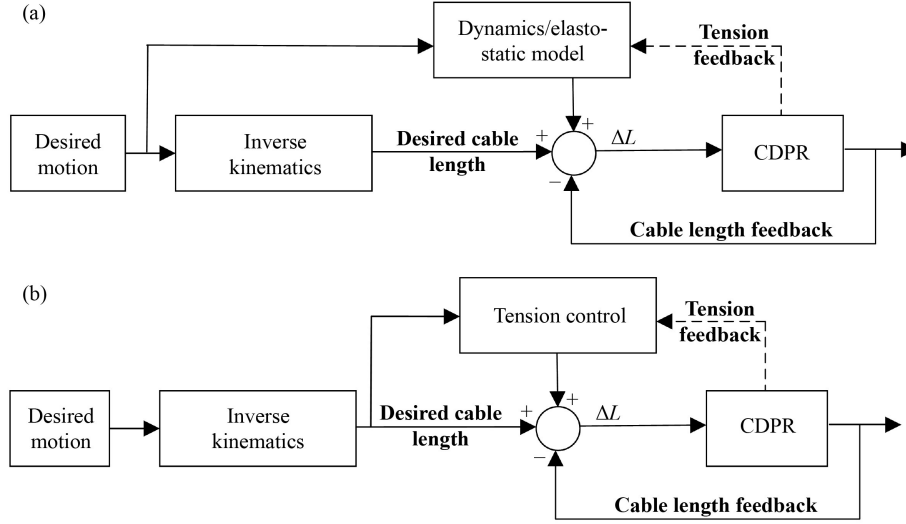 (a)
Dynamics/elasto-
static model
Tension
feedback
Desired
motion
Inverse
kinematics
Desired cable
length
+
+
−
ΔL
CDPR
Cable length feedback
(b)
Tension control
Tension
feedback
Desired
motion
Inverse
kinematics
Desired cable
length
+
+
−
ΔL
CDPR
Cable length feedback